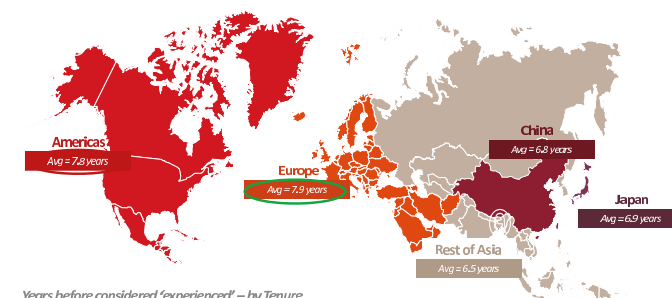 Americas
Avg = 7.8 years
Europe
Avg = 7.9 years
China
Avg = 6.8 years
Japan
Avg = 6.9 years
Rest of Asia
Avg = 6.5 years
Years before considered ‘experienced’ – by Tenure